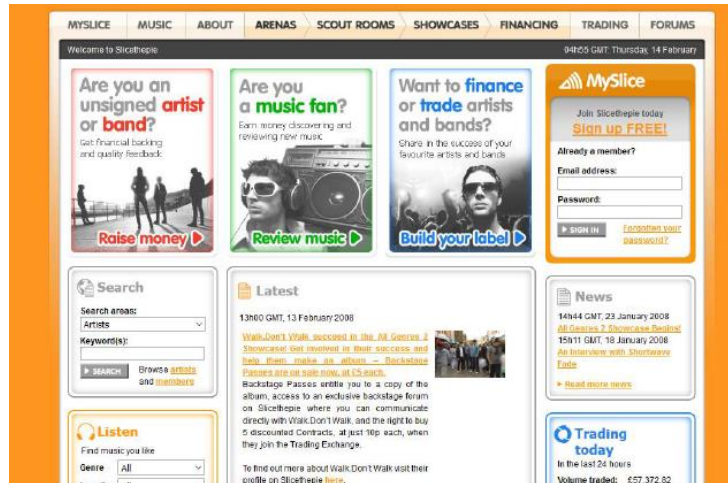 MYSLICE MUSIC ABOUT ARENAS SCOUT ROOMS SHOWCASES FINANCING TRADING FORUMS
Welcome to Slicethepie
04h55 GMT: Thursday, 14 February
Are you an
unsigned artist
or band?
Get financial backing
and quality feedback
Raise money
Are you
a music fan?
Earn money discovering and
reviewing new music
Review music
Want to finance
or trade artists
and bands?
Share in the success of your
favourite artists and bands
Build your label
MySlice
Join Slicethepie today
Sign up FREE!
Already a member?
Email address:
Password:
SIGN IN
Forgotten your
password?
Search
Search areas:
Artists
Keyword(s):
SEARCH
Browse artists
and members
Listen
Find music you like
Genre All
Latest
13h00 GMT, 13 February 2008
Walk.Don't Walk succeed in the All Genres 2
Showcase! Get involved in their success and
help them make an album – Backstage
Passes are on sale now, at £5 each.
Backstage Passes entitle you to a copy of the
album, access to an exclusive backstage forum
on Slicethepie where you can communicate
directly with Walk.Don't Walk, and the right to buy
5 discounted Contracts, at just 10p each, when
they join the Trading Exchange.
To find out more about Walk.Don't Walk visit their
profile on Slicethepie here.
News
14h44 GMT, 23 January 2008
All Genres 2 Showcase Begins!
15h11 GMT, 18 January 2008
An Interview with Shortwave
Fade
Read more news
Trading
today
In the last 24 hours
Volume traded: £57,372.82